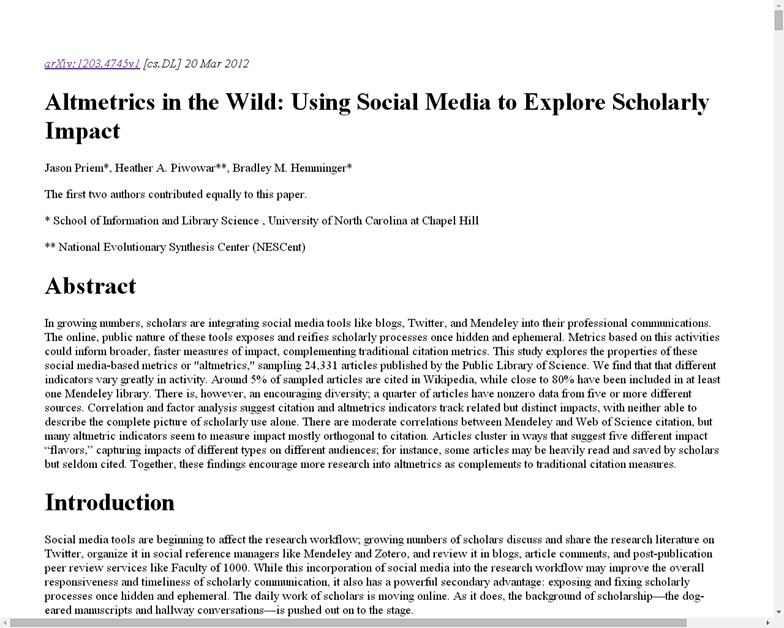 arXiv:1203.4745v1 [cs.DL] 20 Mar 2012
Altmetrics in the Wild: Using Social Media to Explore Scholarly
Impact
Jason Priem*, Heather A. Piwowar**, Bradley M. Hemminger*
The first two authors contributed equally to this paper.
* School of Information and Library Science , University of North Carolina at Chapel Hill
** National Evolutionary Synthesis Center (NESCent)
Abstract
In growing numbers, scholars are integrating social media tools like blogs, Twitter, and Mendeley into their professional communications.
The online, public nature of these tools exposes and reifies scholarly processes once hidden and ephemeral. Metrics based on this activities
could inform broader, faster measures of impact, complementing traditional citation metrics. This study explores the properties of these
social media-based metrics or "altmetrics," sampling 24,331 articles published by the Public Library of Science. We find that that different
indicators vary greatly in activity. Around 5% of sampled articles are cited in Wikipedia, while close to 80% have been included in at least
one Mendeley library. There is, however, an encouraging diversity; a quarter of articles have nonzero data from five or more different
sources. Correlation and factor analysis suggest citation and altmetrics indicators track related but distinct impacts, with neither able to
describe the complete picture of scholarly use alone. There are moderate correlations between Mendeley and Web of Science citation, but
many altmetric indicators seem to measure impact mostly orthogonal to citation. Articles cluster in ways that suggest five different impact
“flavors,” capturing impacts of different types on different audiences; for instance, some articles may be heavily read and saved by scholars
but seldom cited. Together, these findings encourage more research into altmetrics as complements to traditional citation measures.
Introduction
Social media tools are beginning to affect the research workflow; growing numbers of scholars discuss and share the research literature on
Twitter, organize it in social reference managers like Mendeley and Zotero, and review it in blogs, article comments, and post-publication
peer review services like Faculty of 1000. While this incorporation of social media into the research workflow may improve the overall
responsiveness and timeliness of scholarly communication, it also has a powerful secondary advantage: exposing and fixing scholarly
processes once hidden and ephemeral. The daily work of scholars is moving online. As it does, the background of scholarship—the dog-
eared manuscripts and hallway conversations—is pushed out on to the stage.